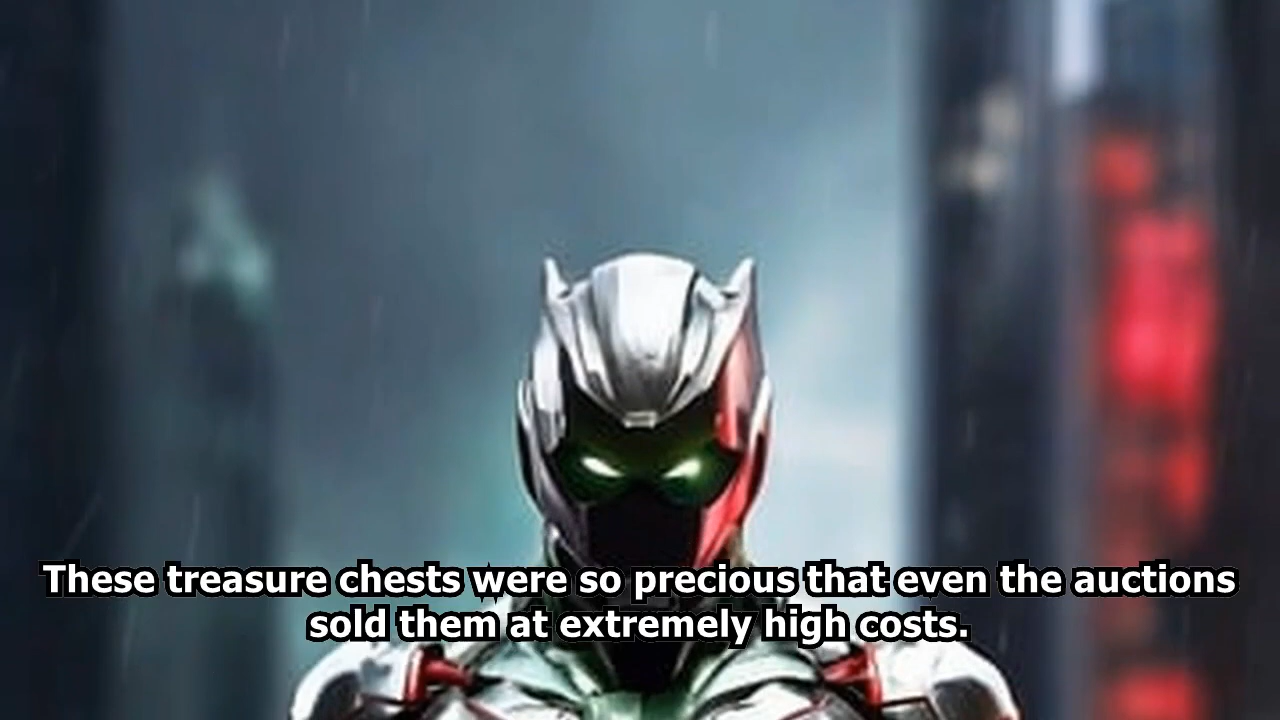 These treasure chests were so precious that even the auctions
sold them at extremely high costs.